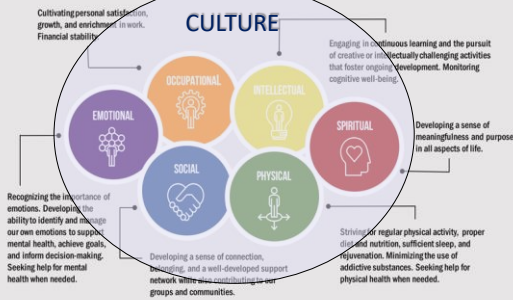 CULTURE
Cultivating personal satisfaction,
growth, and enrichment in work.
Financial stability.
Engaging in continuous learning and the pursuit
of creative or intellectually challenging activities
that foster ongoing development. Monitoring
cognitive well-being.
OCCUPATIONAL
INTELLECTUAL
EMOTIONAL
SPIRITUAL
Developing a sense of
meaningfulness and purpose
in all aspects of life.
SOCIAL
PHYSICAL
Recognizing the importance of
emotions. Developing the
ability to identify and manage
our own emotions to support
mental health, achieve goals,
and inform decision-making.
Seeking help for mental
health when needed.
Developing a sense of connection,
belonging, and a well-developed support
network while also contributing to our
groups and communities.
Striving for regular physical activity, proper
diet and nutrition, sufficient sleep, and
rejuvenation. Minimizing the use of
addictive substances. Seeking help for
physical health when needed.